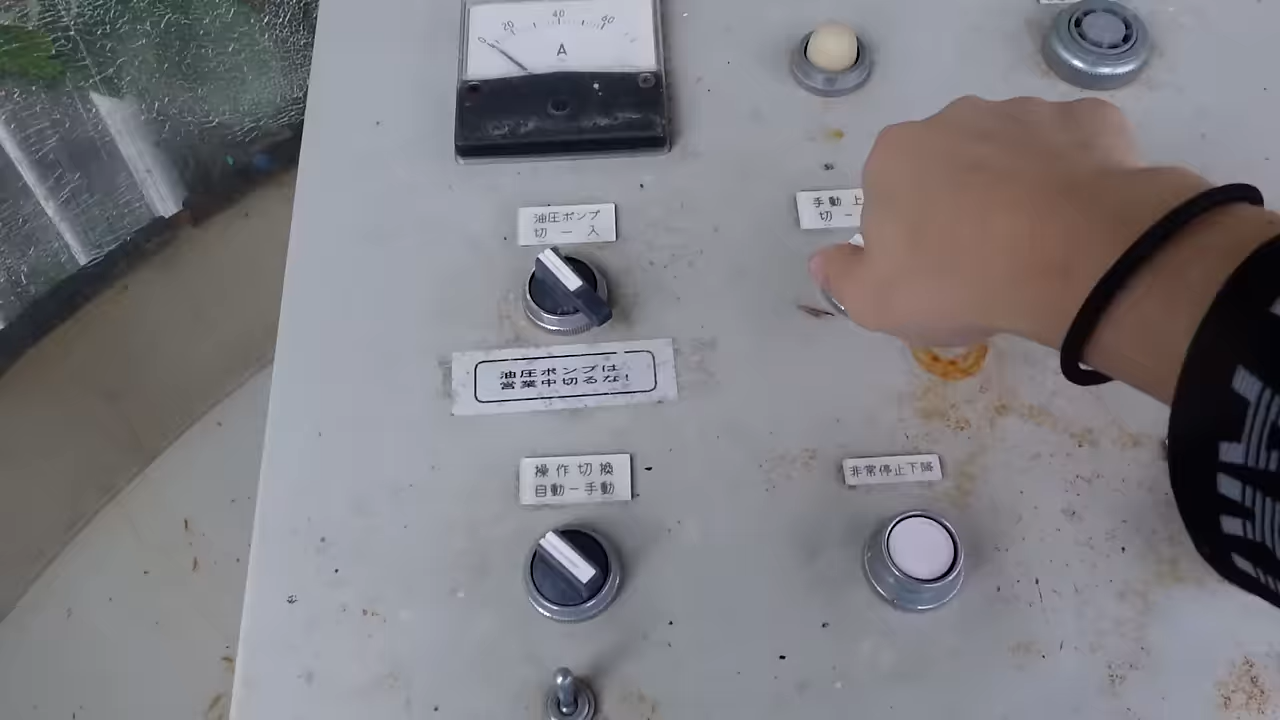 0 20 40 60
A
油圧ポンプ
切 ー 入
手動 上
切 ー
油圧ポンプは
営業中切るな!
操作切換
自動 ー 手動
非常停止下降